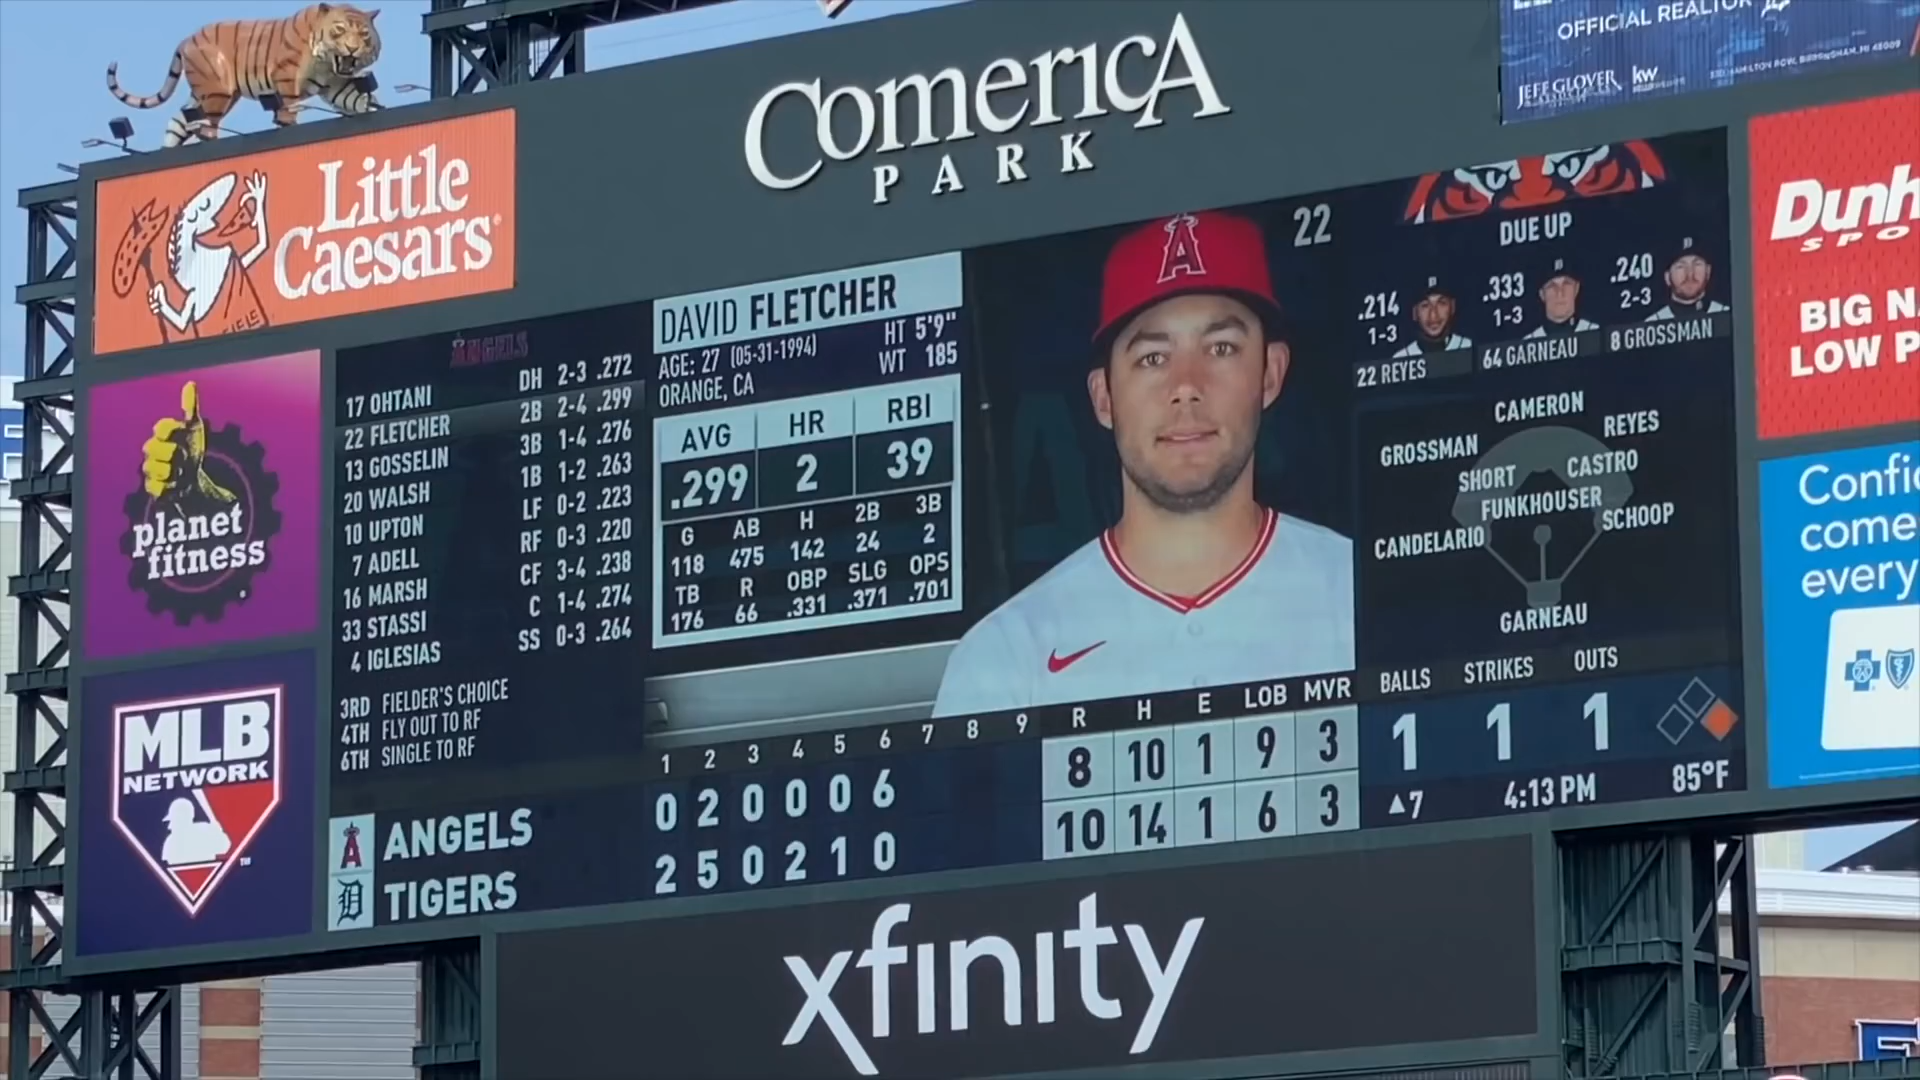 OFFICIAL REALTOR
JEFF GLOVER
kw
Comerica
PARK
Little
Caesars
Dunh
SPO
BIG N
LOW P
22
DUE UP
.214
1-3
22 REYES
.333
1-3
64 GARNEAU
.240
2-3
8 GROSSMAN
DAVID FLETCHER
AGE: 27 (05-31-1994)
HT 5'9"
ORANGE, CA
WT 185
AVG HR RBI
.299 2 39
G AB H 2B 3B
118 475 142 24 2
TB R OBP SLG OPS
176 66 .331 .371 .701
ANGELS
17 OHTANI DH 2-3 .272
22 FLETCHER 2B 2-4 .299
13 GOSSELIN 3B 1-4 .276
20 WALSH 1B 1-2 .263
10 UPTON LF 0-2 .223
7 ADELL RF 0-3 .220
16 MARSH CF 3-4 .238
33 STASSI C 1-4 .274
4 IGLESIAS SS 0-3 .264
3RD FIELDER'S CHOICE
4TH FLY OUT TO RF
6TH SINGLE TO RF
CAMERON
GROSSMAN
REYES
SHORT
CASTRO
FUNKHOUSER
SCHOOP
CANDELARIO
GARNEAU
planet
fitness
MLB
NETWORK
TM
1 2 3 4 5 6 7 8 9 R H E LOB MVR
ANGELS 0 2 0 0 0 6 8 10 1 9 3
TIGERS 2 5 0 2 1 0 10 14 1 6 3
BALLS STRIKES OUTS
1 1 1
▲7 4:13 PM 85°F
Confid
come
every
xfinity